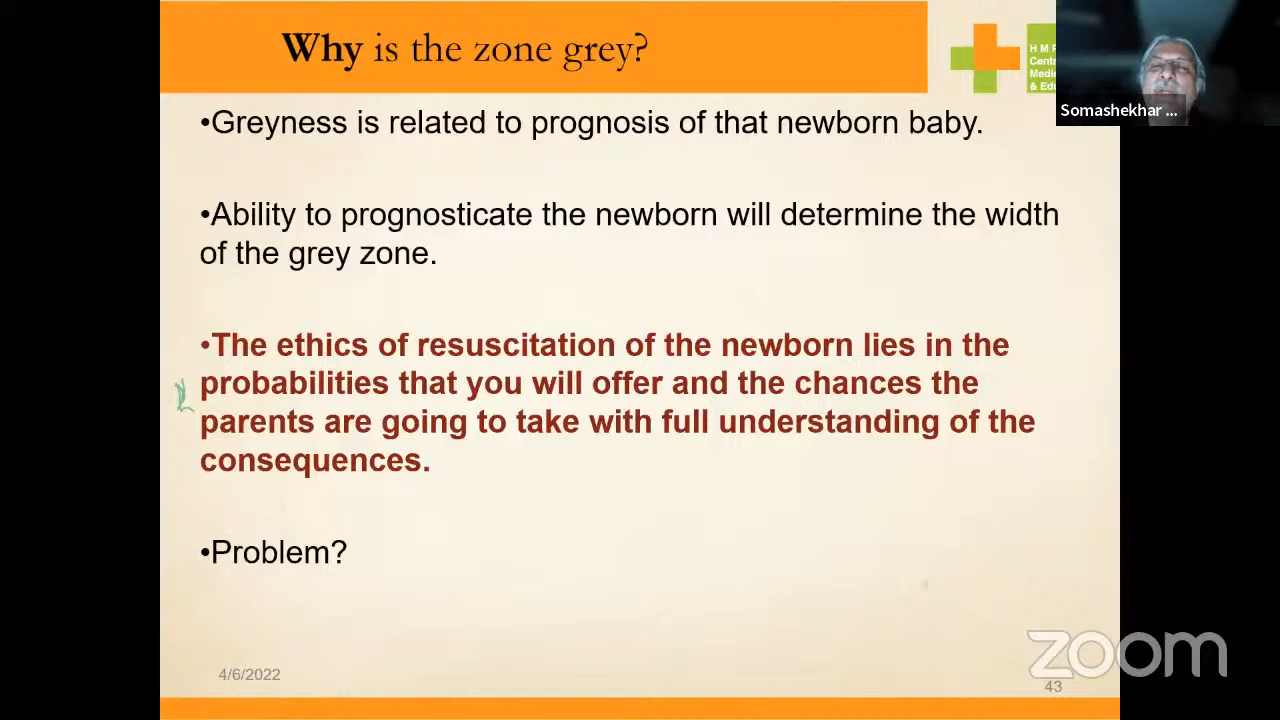 Why is the zone grey?
H M F
Centr
Medic
& Edu
Somashekhar ...
•Greyness is related to prognosis of that newborn baby.
•Ability to prognosticate the newborn will determine the width
of the grey zone.
•The ethics of resuscitation of the newborn lies in the
probabilities that you will offer and the chances the
parents are going to take with full understanding of the
consequences.
•Problem?
4/6/2022
zoom
43